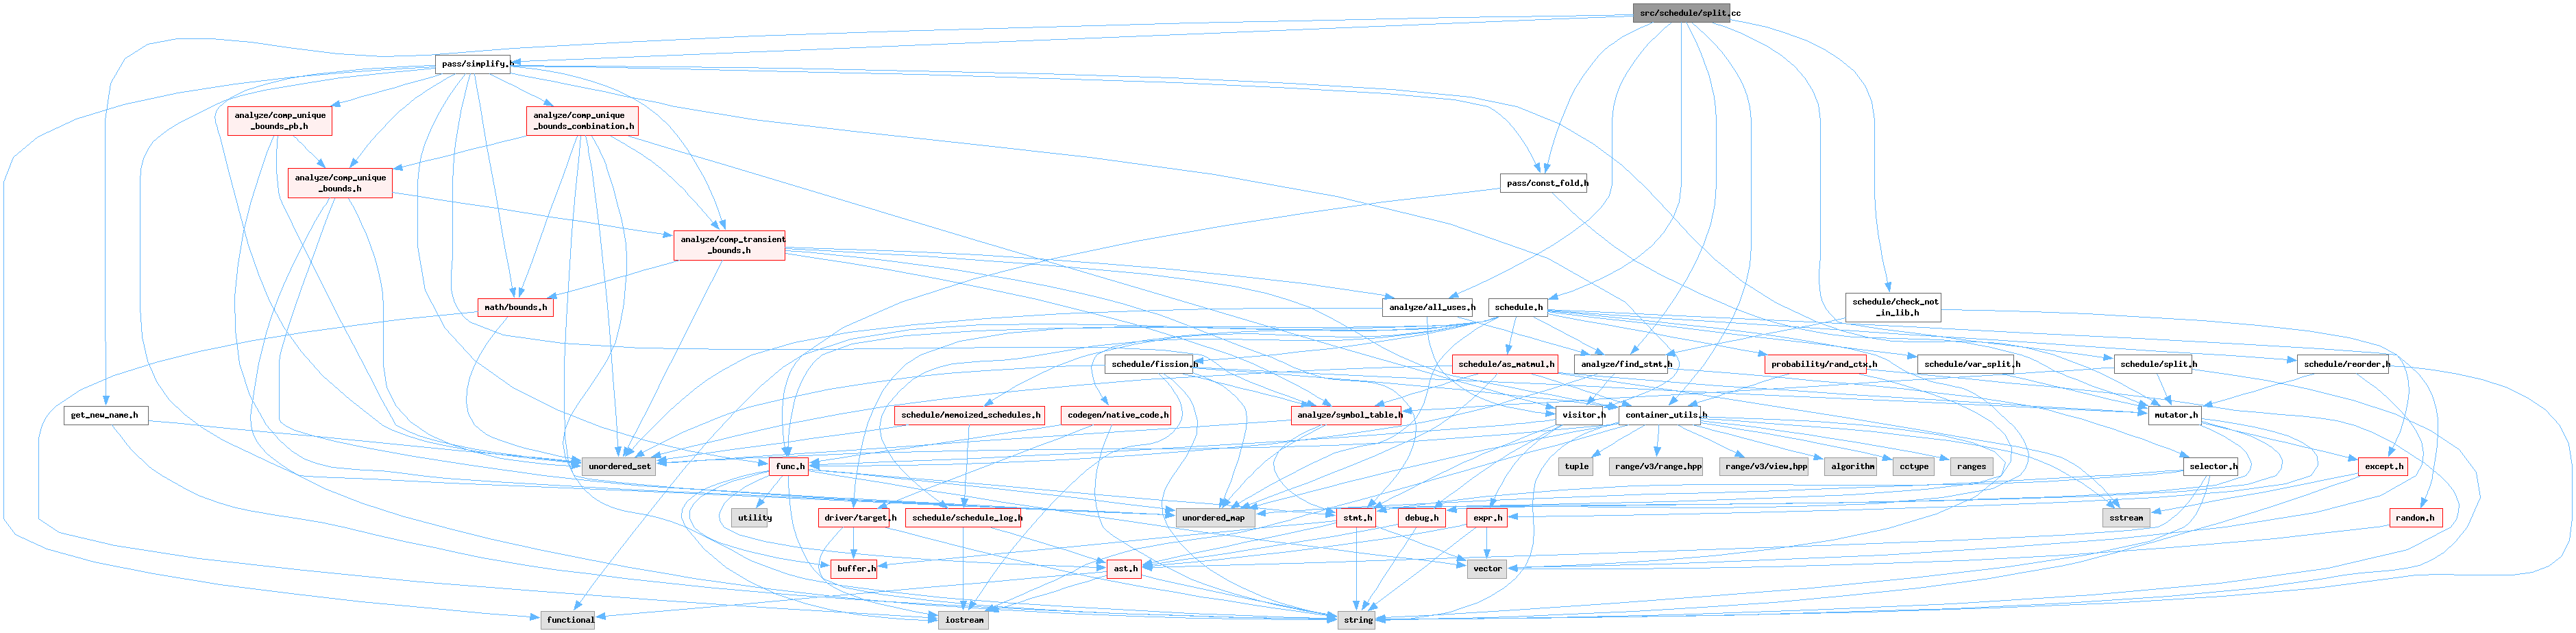 src/schedule/split.cc
pass/simplify.h
analyze/comp_unique
_bounds_pb.h
analyze/comp_unique
_bounds_combination.h
analyze/comp_unique
_bounds.h
pass/const_fold.h
analyze/comp_transient
_bounds.h
math/bounds.h
analyze/all_uses.h
schedule.h
schedule/check_not
_in_lib.h
schedule/fission.h
schedule/as_matmul.h
analyze/find_stmt.h
probability/rand_ctx.h
schedule/var_split.h
schedule/split.h
schedule/reorder.h
get_new_name.h
schedule/memoized_schedules.h
codegen/native_code.h
analyze/symbol_table.h
visitor.h
container_utils.h
mutator.h
unordered_set
func.h
tuple
range/v3/range.hpp
range/v3/view.hpp
algorithm
cctype
ranges
selector.h
except.h
utility
driver/target.h
schedule/schedule_log.h
unordered_map
stmt.h
debug.h
expr.h
sstream
random.h
buffer.h
ast.h
vector
functional
iostream
string